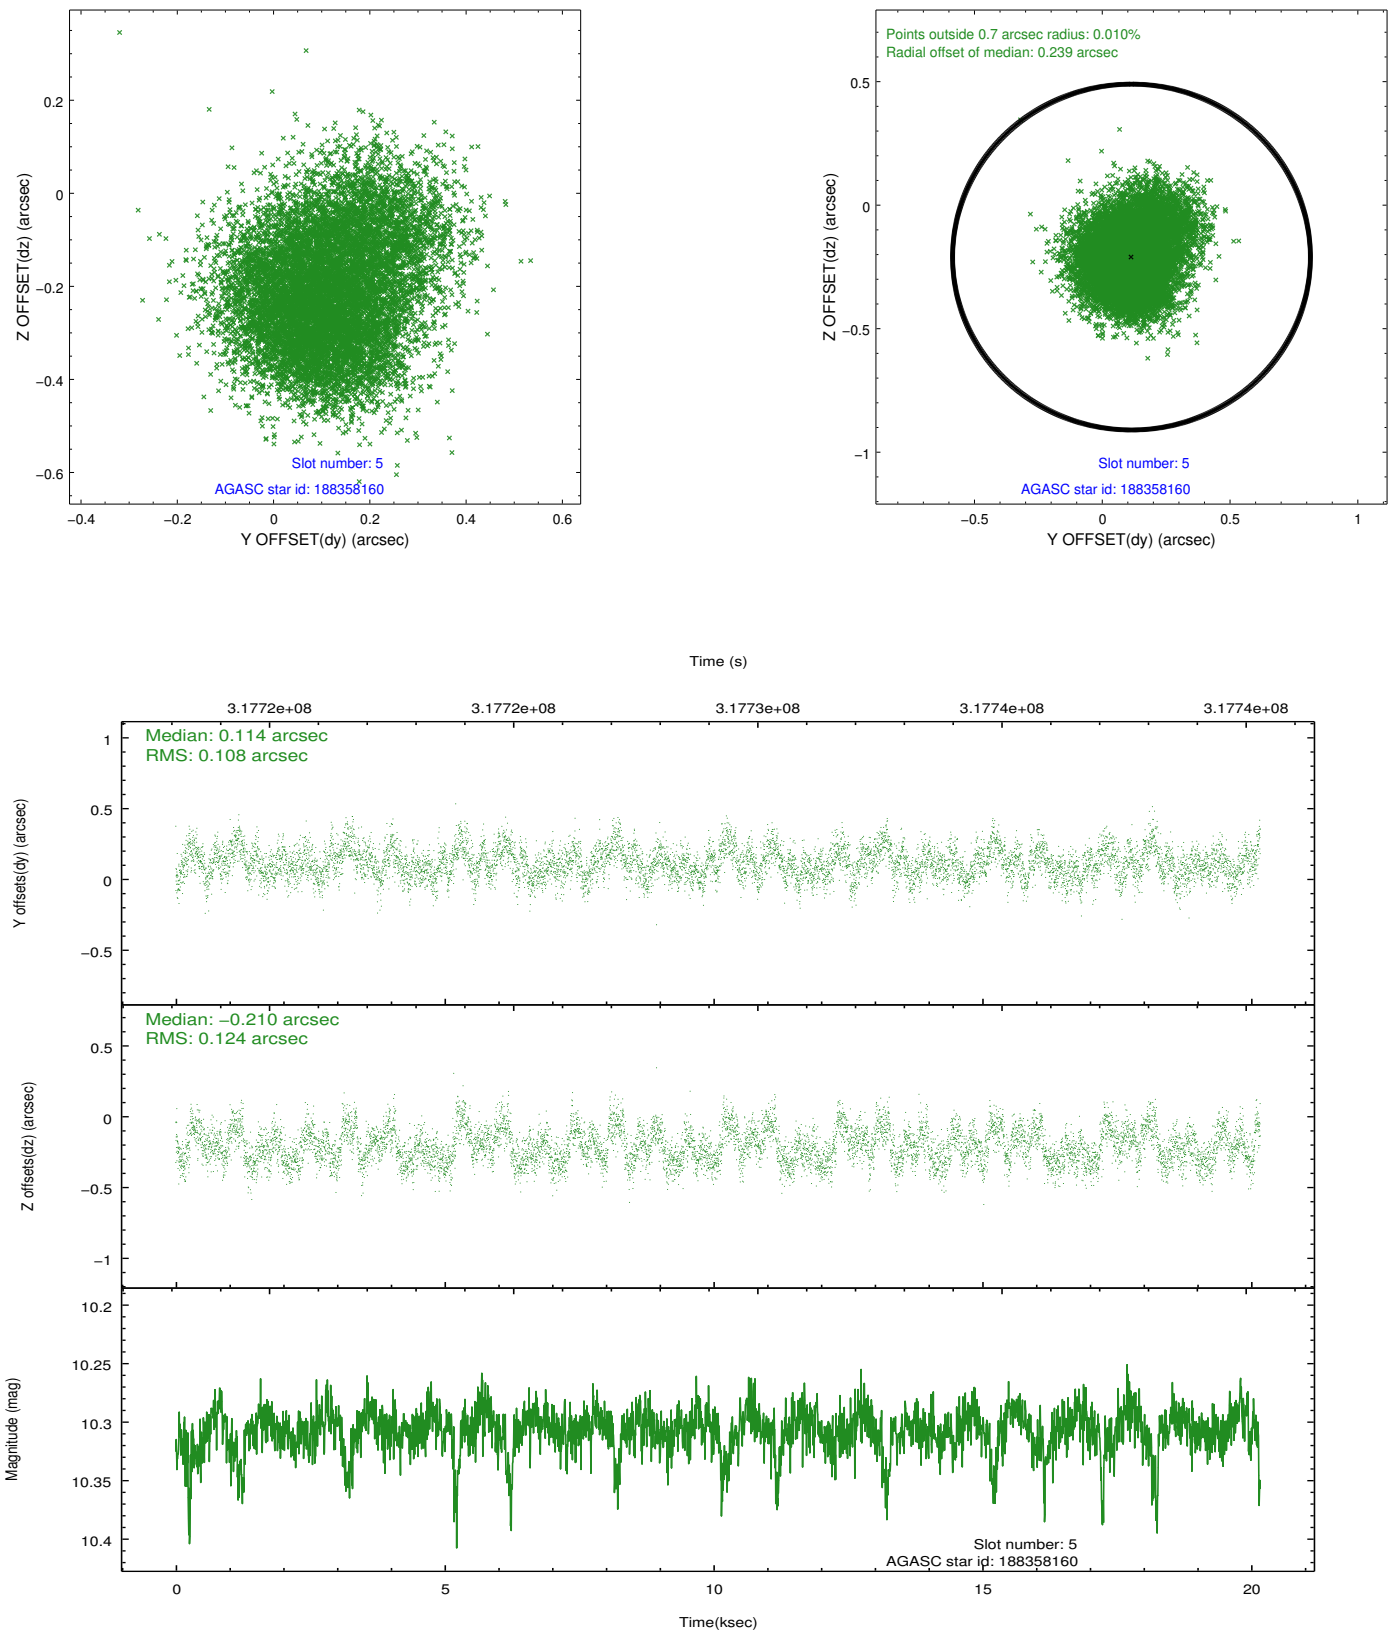 0.2
0
−0.2
−0.4
−0.6
Z OFFSET(dz) (arcsec)
Slot number: 5
AGASC star id: 188358160
−0.4 −0.2 0 0.2 0.4 0.6
Y OFFSET(dy) (arcsec)
Points outside 0.7 arcsec radius: 0.010%
Radial offset of median: 0.239 arcsec
0.5
0
−0.5
−1
Z OFFSET(dz) (arcsec)
Slot number: 5
AGASC star id: 188358160
−0.5 0 0.5 1
Y OFFSET(dy) (arcsec)
Time (s)
3.1772e+08 3.1772e+08 3.1773e+08 3.1774e+08 3.1774e+08
Median: 0.114 arcsec
RMS: 0.108 arcsec
1
0.5
0
−0.5
Y offsets(dy) (arcsec)
Median: −0.210 arcsec
RMS: 0.124 arcsec
0.5
0
−0.5
−1
Z offsets(dz) (arcsec)
10.2
10.25
10.3
10.35
10.4
Magnitude (mag)
Slot number: 5
AGASC star id: 188358160
0 5 10 15 20
Time(ksec)